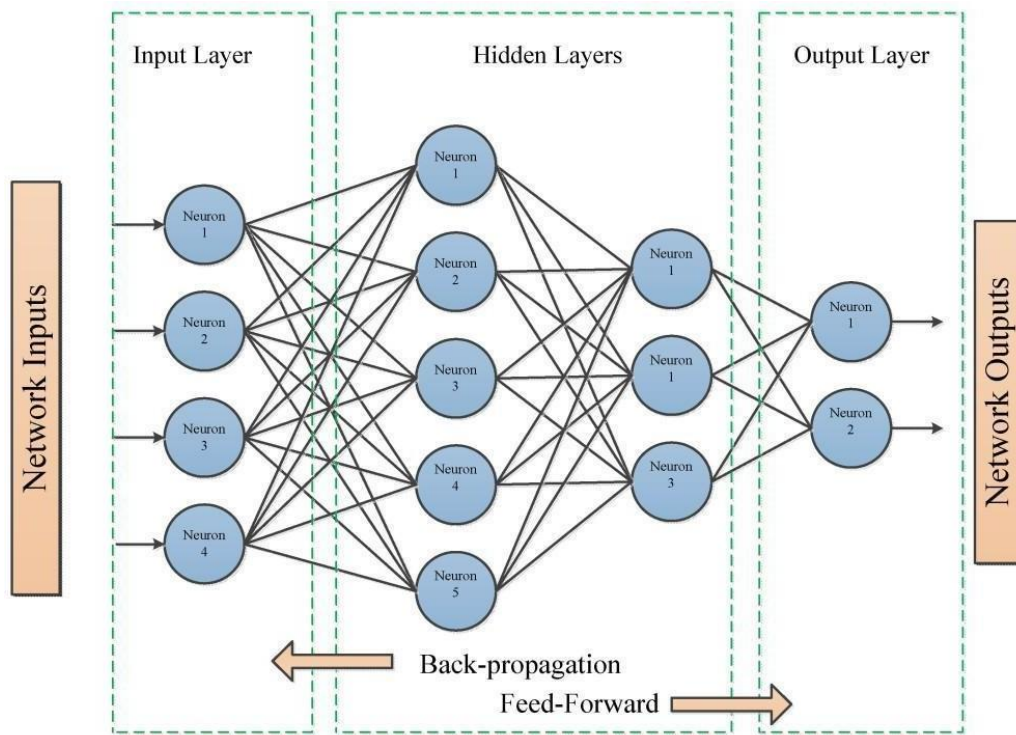 Network Inputs
Input Layer
Neuron
1
Neuron
2
Neuron
3
Neuron
4
Hidden Layers
Neuron
1
Neuron
2
Neuron
3
Neuron
4
Neuron
5
Neuron
1
Neuron
1
Neuron
3
Output Layer
Neuron
1
Neuron
2
Network Outputs
Back-propagation
Feed-Forward